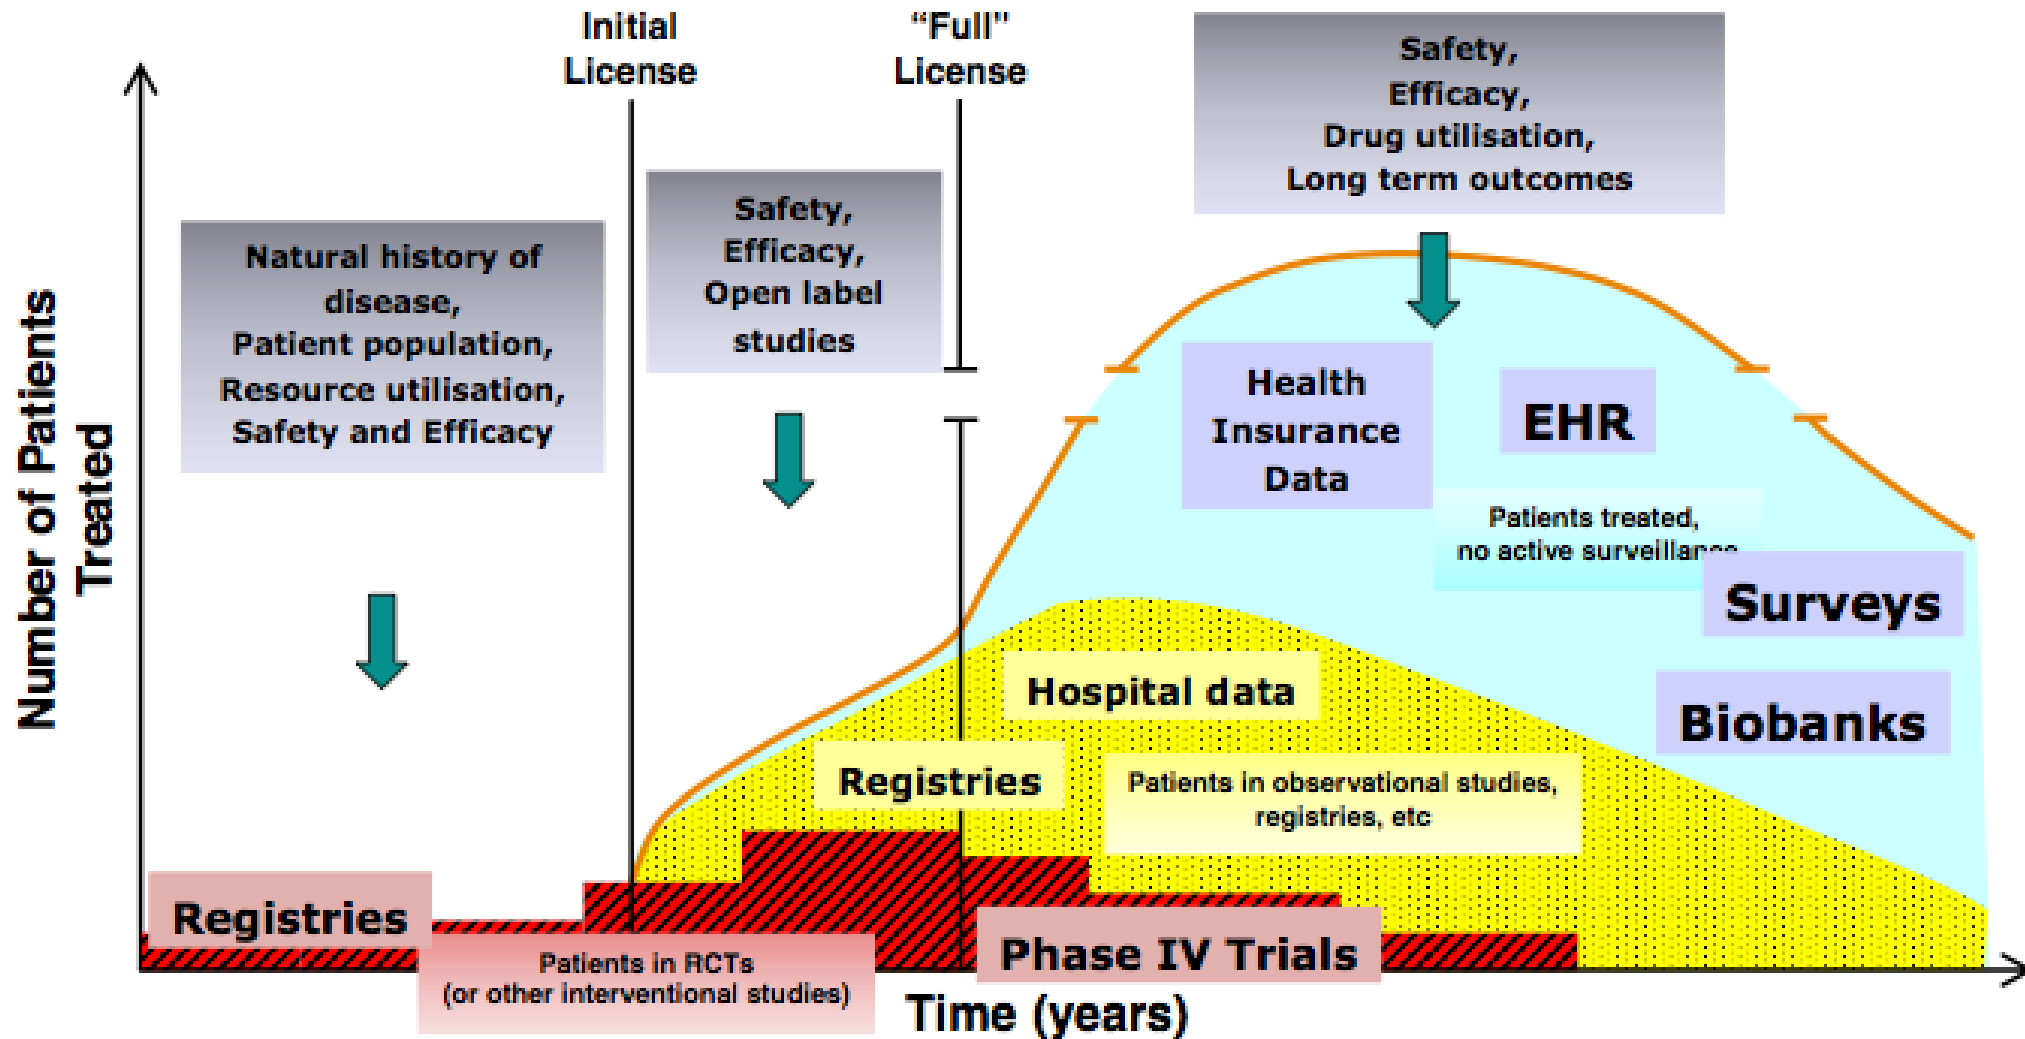 Initial
License
“Full”
License
Safety,
Efficacy,
Drug utilisation,
Long term outcomes
Safety,
Efficacy,
Open label
studies
Natural history of
disease,
Patient population,
Resource utilisation,
Safety and Efficacy
Number of Patients
Treated
Health
Insurance
Data
EHR
Patients treated,
no active surveillance
Surveys
Biobanks
Hospital data
Registries
Patients in observational studies,
registries, etc
Registries
Patients in RCTs
(or other interventional studies)
Phase IV Trials
Time (years)